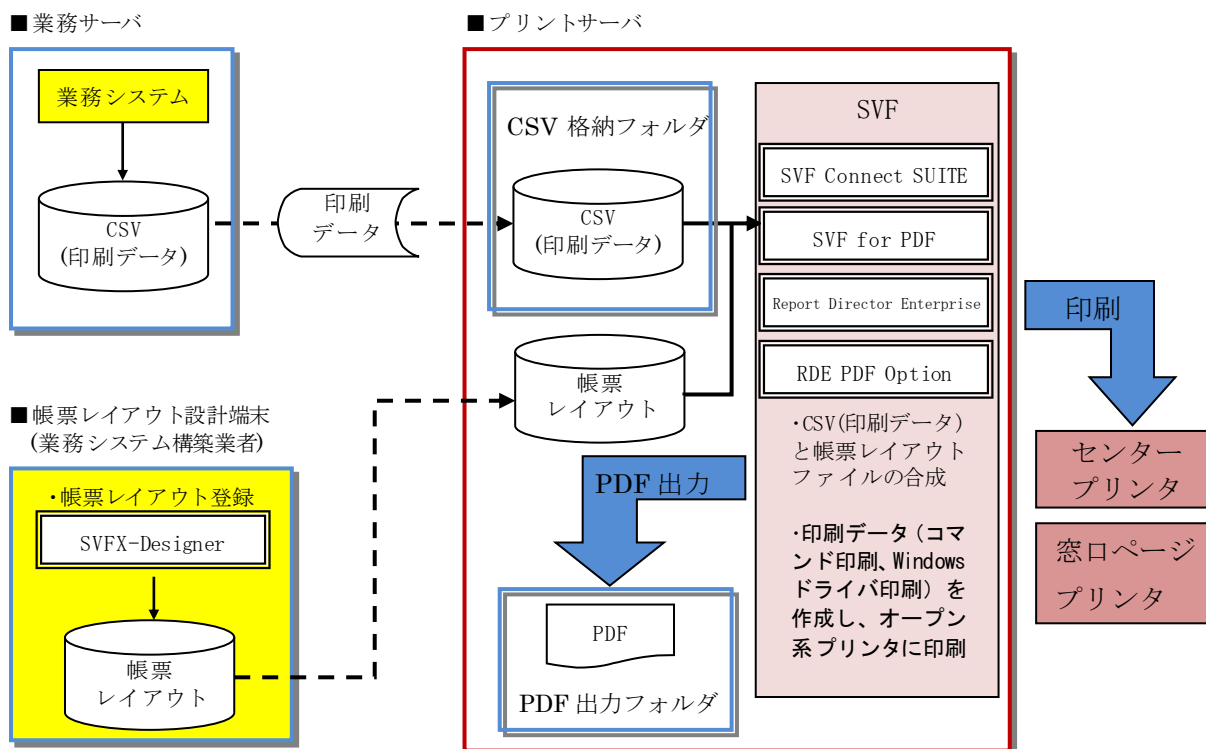 ■業務サーバ
業務システム
CSV
(印刷データ)
印刷
データ
■帳票レイアウト設計端末
(業務システム構築業者)
・帳票レイアウト登録
SVFX-Designer
帳票
レイアウト
■プリントサーバ
CSV 格納フォルダ
CSV
(印刷データ)
帳票
レイアウト
PDF 出力
PDF
PDF 出力フォルダ
SVF
SVF Connect SUITE
SVF for PDF
Report Director Enterprise
RDE PDF Option
・CSV(印刷データ)
と帳票レイアウト
ファイルの合成
・印刷データ（コマ
ンド印刷、Windows
ドライバ印刷）を
作成し、オープン
系プリンタに印刷
印刷
センター
プリンタ
窓口ページ
プリンタ